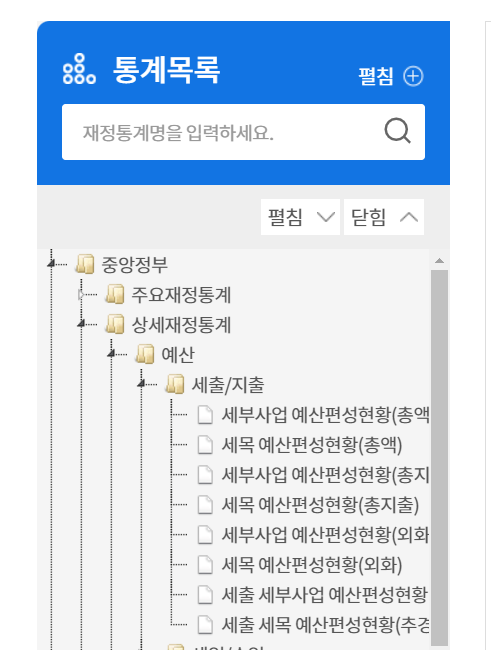 통계목록
펼침
재정통계명을 입력하세요.
펼침 닫힘
중앙정부
주요재정통계
상세재정통계
예산
세출/지출
세부사업 예산편성현황(총액
세목 예산편성현황(총액)
세부사업 예산편성현황(총지
세목 예산편성현황(총지출)
세부사업 예산편성현황(외화
세목 예산편성현황(외화)
세출 세부사업 예산편성현황
세출 세목 예산편성현황(추경